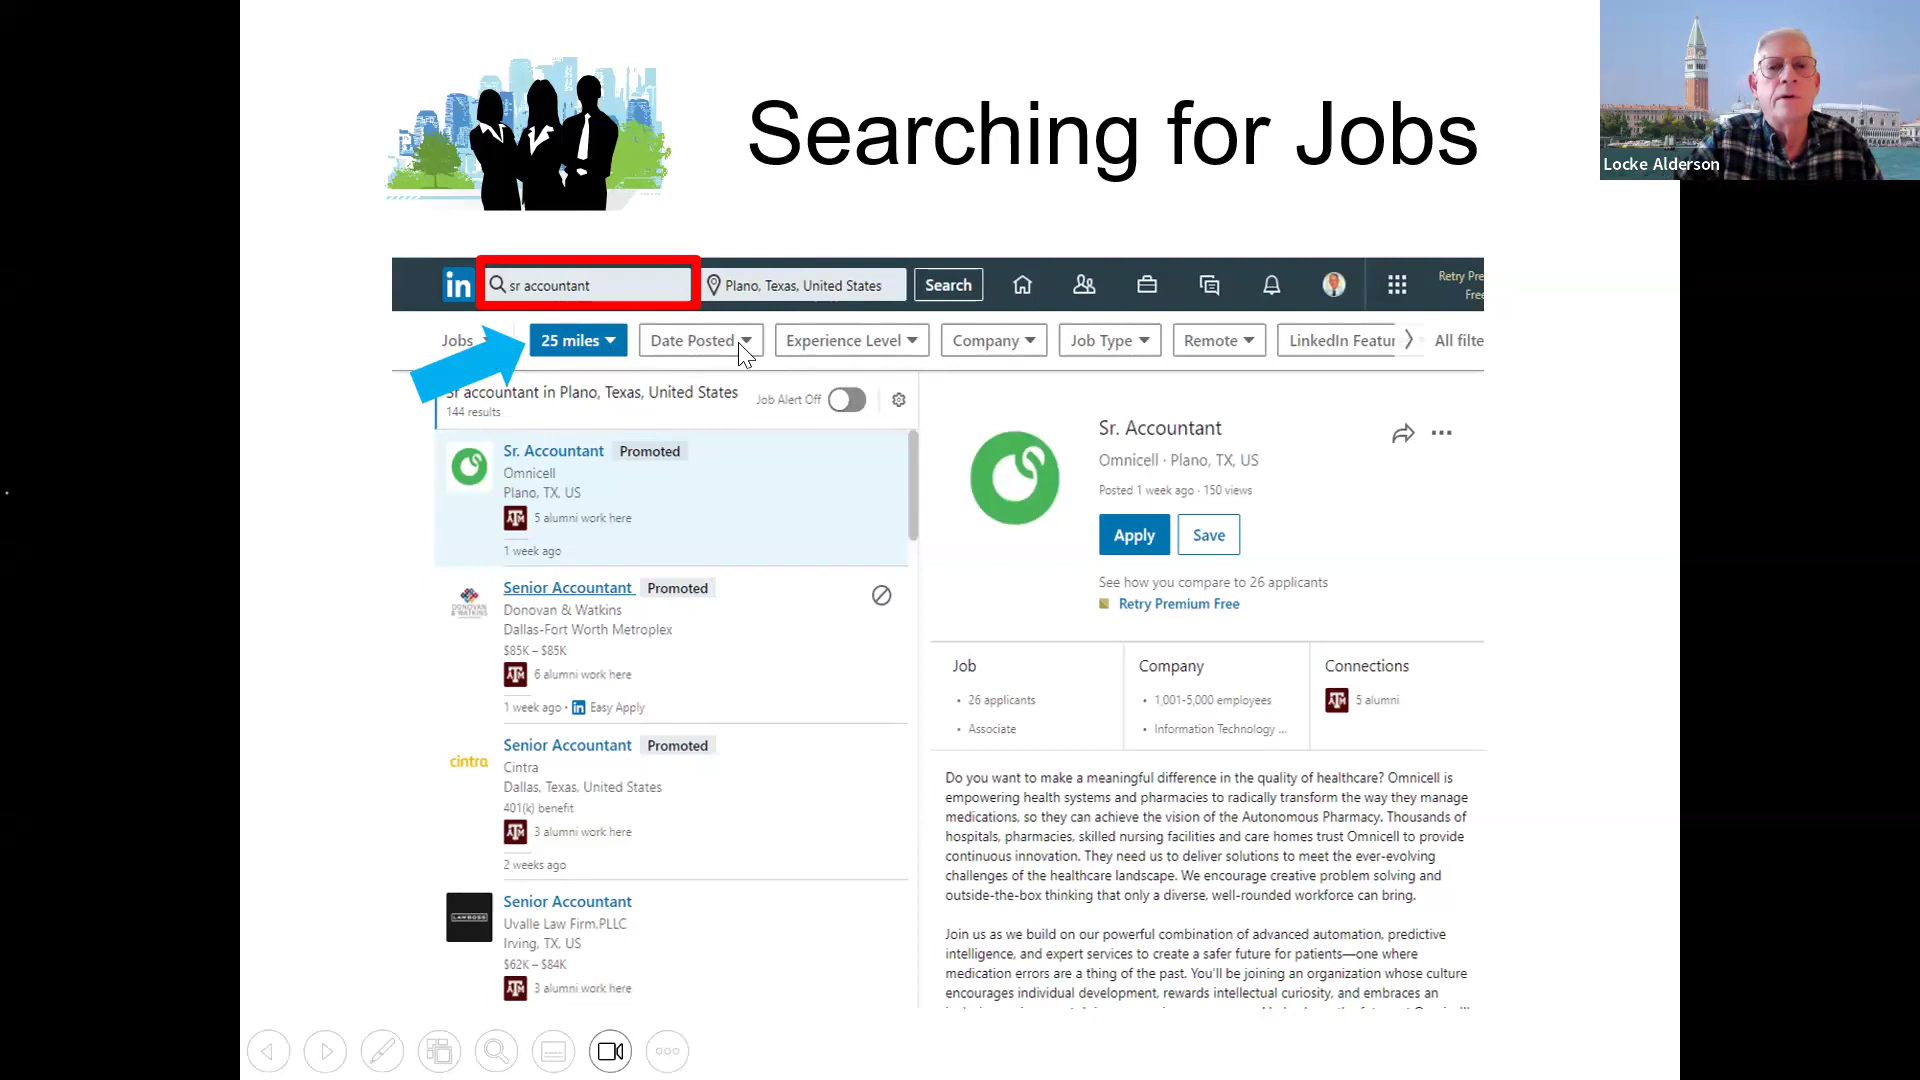 Searching for Jobs
Locke Alderson
in
sr accountant
Plano, Texas, United States
Search
Retry Pre
Free
Jobs
25 miles
Date Posted
Experience Level
Company
Job Type
Remote
LinkedIn Featur
All filte
Sr accountant in Plano, Texas, United States
144 results
Job Alert Off
Sr. Accountant Promoted
Omnicell
Plano, TX, US
ATM 5 alumni work here
1 week ago
DONOVAN & WATKINS
Senior Accountant Promoted
Donovan & Watkins
Dallas-Fort Worth Metroplex
$85K – $85K
ATM 6 alumni work here
1 week ago · in Easy Apply
cintra
Senior Accountant Promoted
Cintra
Dallas, Texas, United States
401(k) benefit
ATM 3 alumni work here
2 weeks ago
LAWBOSS
Senior Accountant
Uvalle Law Firm,PLLC
Irving, TX, US
$62K – $84K
ATM 3 alumni work here
Sr. Accountant
Omnicell · Plano, TX, US
Posted 1 week ago · 150 views
Apply
Save
See how you compare to 26 applicants
Retry Premium Free
Job
• 26 applicants
• Associate
Company
• 1,001-5,000 employees
• Information Technology ...
Connections
ATM 5 alumni
Do you want to make a meaningful difference in the quality of healthcare? Omnicell is
empowering health systems and pharmacies to radically transform the way they manage
medications, so they can achieve the vision of the Autonomous Pharmacy. Thousands of
hospitals, pharmacies, skilled nursing facilities and care homes trust Omnicell to provide
continuous innovation. They need us to deliver solutions to meet the ever-evolving
challenges of the healthcare landscape. We encourage creative problem solving and
outside-the-box thinking that only a diverse, well-rounded workforce can bring.
Join us as we build on our powerful combination of advanced automation, predictive
intelligence, and expert services to create a safer future for patients—one where
medication errors are a thing of the past. You'll be joining an organization whose culture
encourages individual development, rewards intellectual curiosity, and embraces an